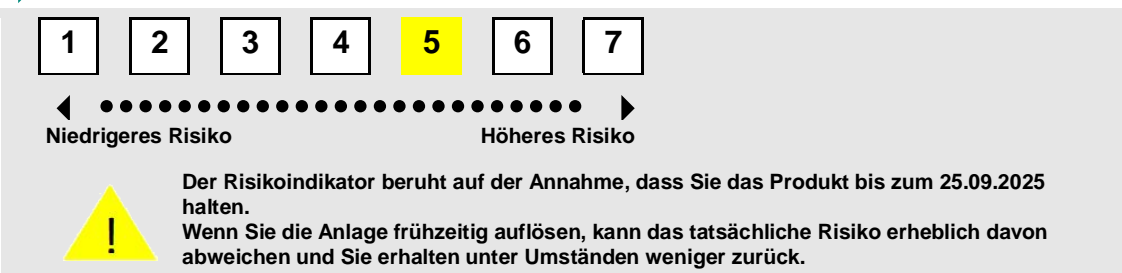 1 2 3 4 5 6 7
Niedrigeres Risiko Höheres Risiko
Der Risikoindikator beruht auf der Annahme, dass Sie das Produkt bis zum 25.09.2025
halten.
! Wenn Sie die Anlage frühzeitig auflösen, kann das tatsächliche Risiko erheblich davon
abweichen und Sie erhalten unter Umständen weniger zurück.